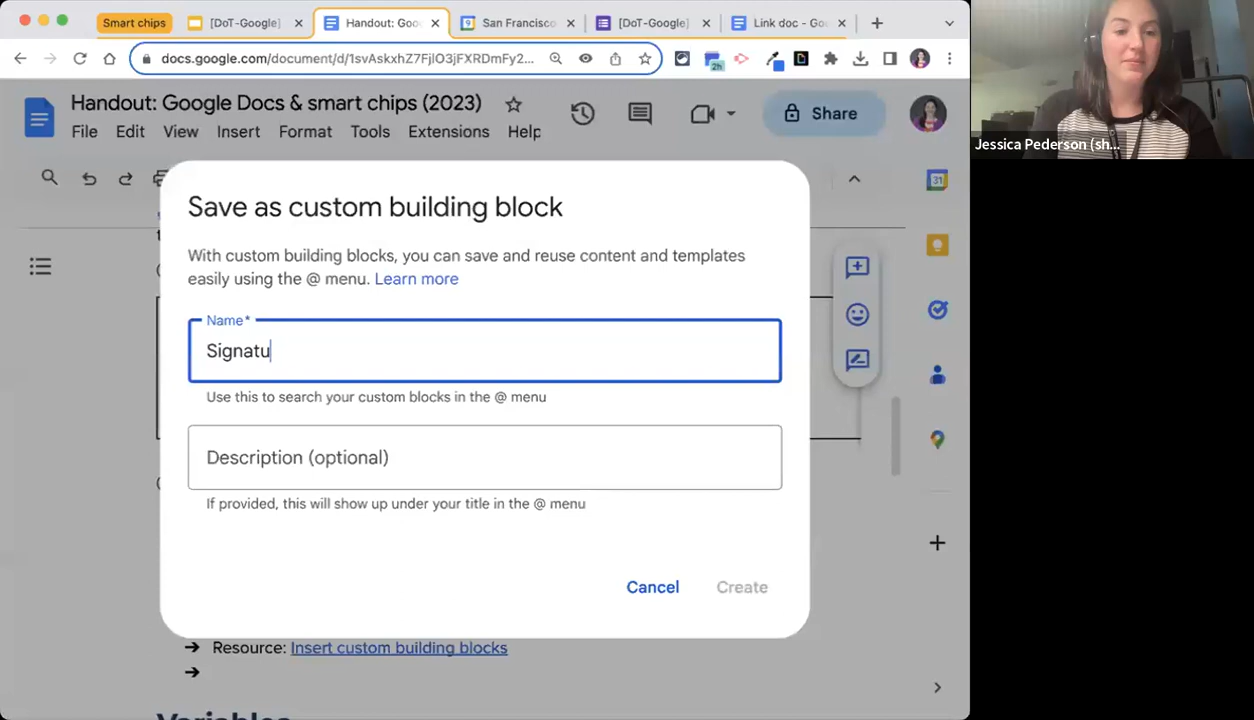 Smart chips
[DoT-Google]
Handout: Goo
San Francisco
[DoT-Google]
Link doc - Go
docs.google.com/document/d/1svAskxhZ7FjlO3jFXRDmFy2...
2h
Handout: Google Docs & smart chips (2023)
File Edit View Insert Format Tools Extensions Help
Share
31
Jessica Pederson (sh...
Save as custom building block
With custom building blocks, you can save and reuse content and templates
easily using the @ menu. Learn more
Name*
Signatu
Use this to search your custom blocks in the @ menu
Description (optional)
If provided, this will show up under your title in the @ menu
Cancel Create
➔ Resource: Insert custom building blocks
➔
Variables